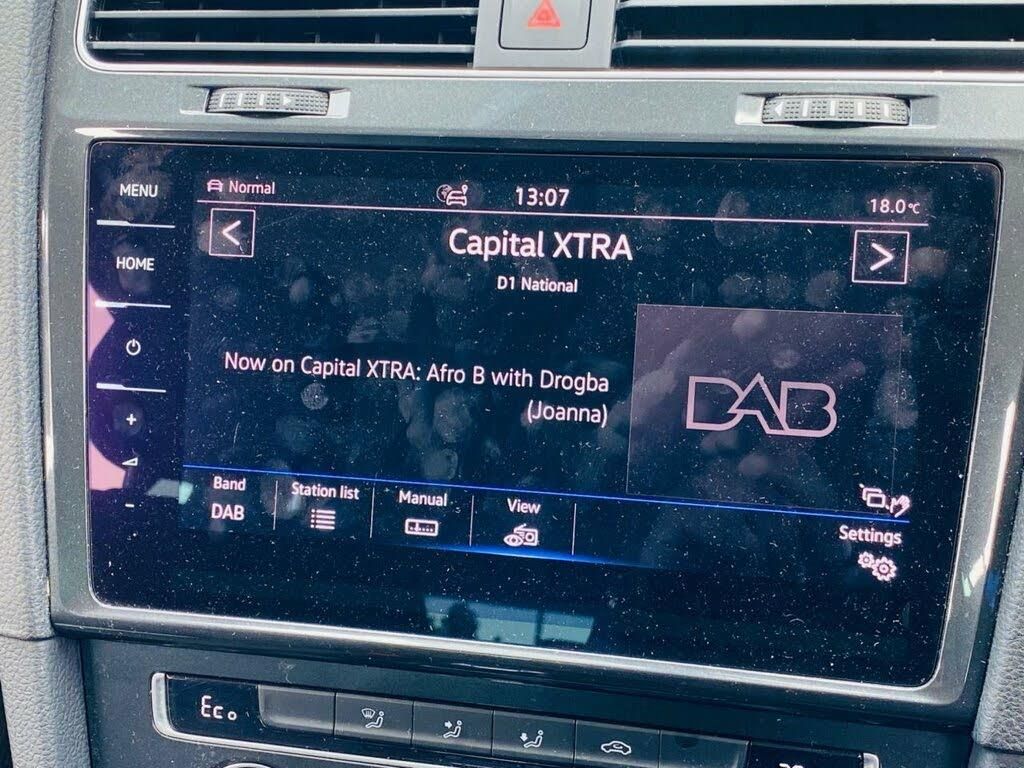 MENU
HOME
+
-
Normal
13:07
18.0°C
<
Capital XTRA
>
D1 National
Now on Capital XTRA: Afro B with Drogba
(Joanna)
DAB
Band
DAB
Station list
Manual
View
Settings
Eco